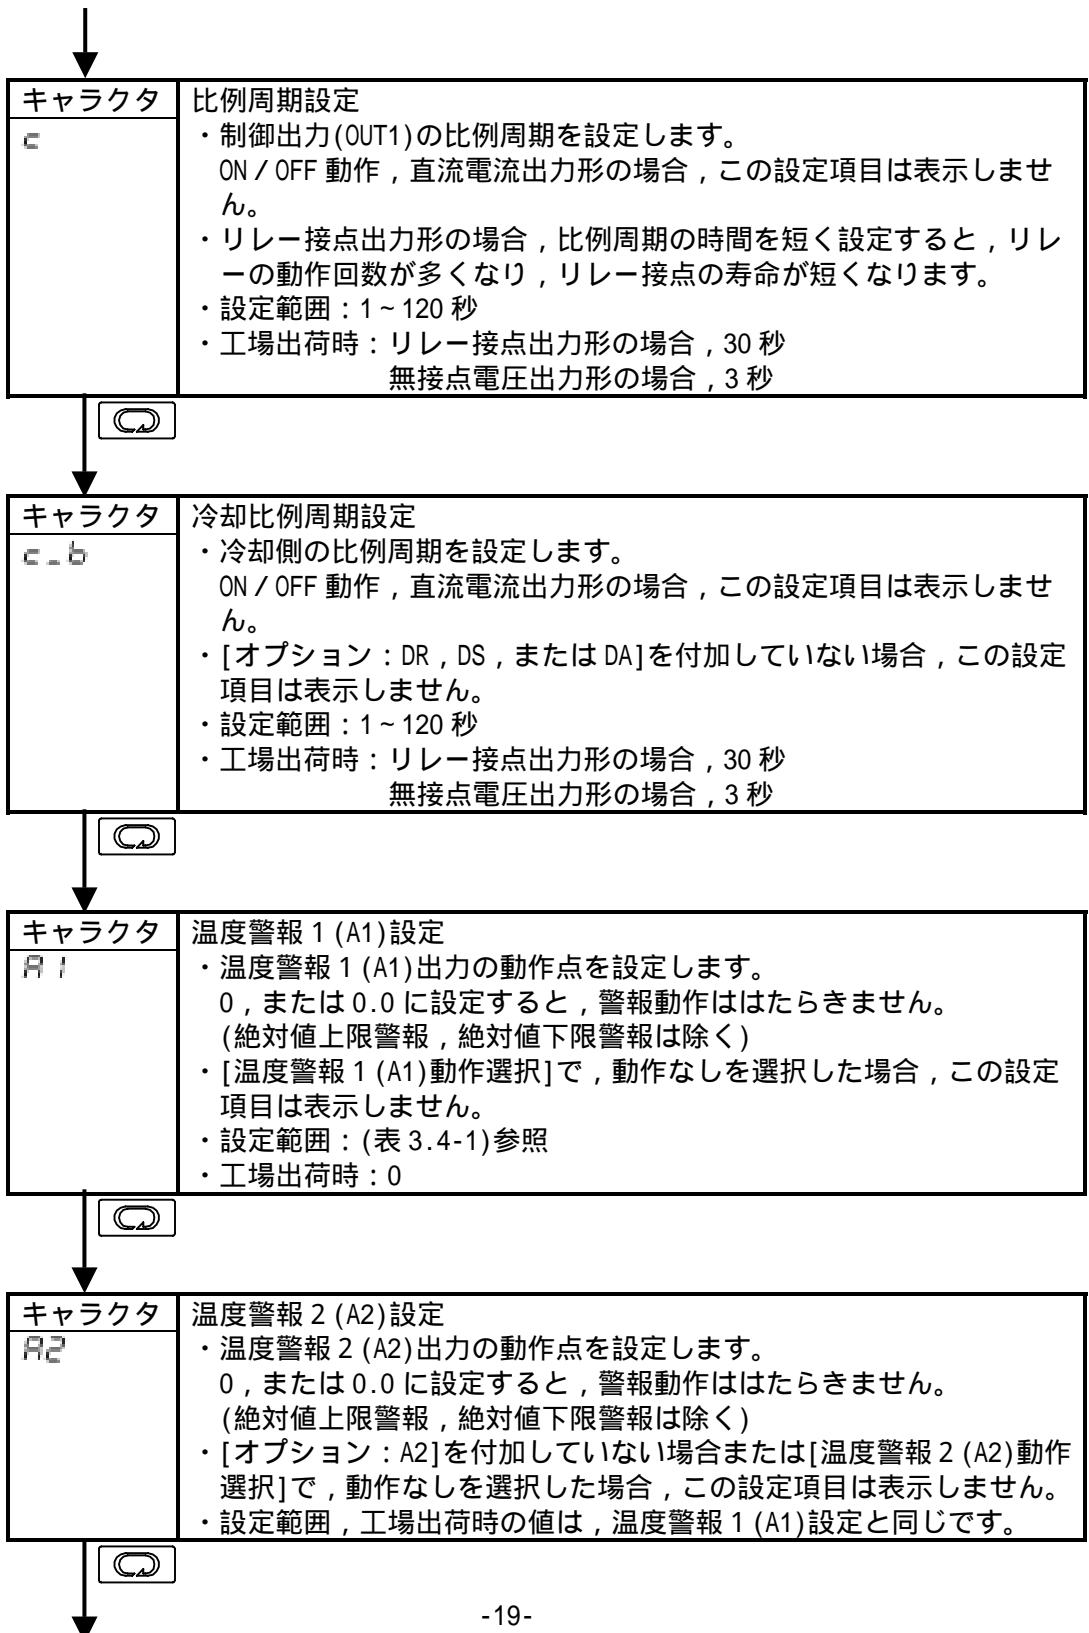 キャラクタ
比例周期設定
c
・制御出力(OUT1)の比例周期を設定します。
ON／OFF 動作，直流電流出力形の場合，この設定項目は表示しませ
ん。
・リレー接点出力形の場合，比例周期の時間を短く設定すると，リレ
ーの動作回数が多くなり，リレー接点の寿命が短くなります。
・設定範囲：1～120 秒
・工場出荷時：リレー接点出力形の場合，30 秒
無接点電圧出力形の場合，3 秒
キャラクタ
冷却比例周期設定
c_b
・冷却側の比例周期を設定します。
ON／OFF 動作，直流電流出力形の場合，この設定項目は表示しませ
ん。
・[オプション：DR，DS，または DA]を付加していない場合，この設定
項目は表示しません。
・設定範囲：1～120 秒
・工場出荷時：リレー接点出力形の場合，30 秒
無接点電圧出力形の場合，3 秒
キャラクタ
温度警報 1 (A1)設定
A1
・温度警報 1 (A1)出力の動作点を設定します。
0，または 0.0 に設定すると，警報動作ははたらきません。
(絶対値上限警報，絶対値下限警報は除く)
・[温度警報 1 (A1)動作選択]で，動作なしを選択した場合，この設定
項目は表示しません。
・設定範囲：(表 3.4-1)参照
・工場出荷時：0
キャラクタ
温度警報 2 (A2)設定
A2
・温度警報 2 (A2)出力の動作点を設定します。
0，または 0.0 に設定すると，警報動作ははたらきません。
(絶対値上限警報，絶対値下限警報は除く)
・[オプション：A2]を付加していない場合または[温度警報 2 (A2)動作
選択]で，動作なしを選択した場合，この設定項目は表示しません。
・設定範囲，工場出荷時の値は，温度警報 1 (A1)設定と同じです。
-19-